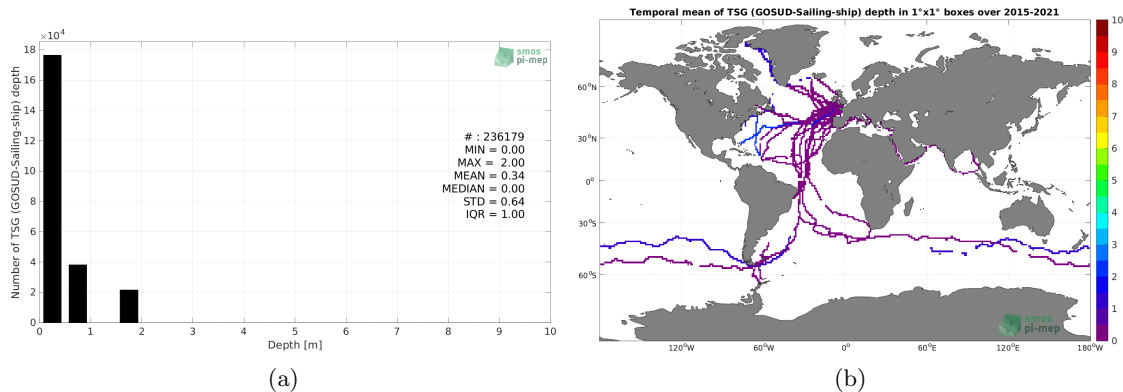 ×10⁴
18
16
14
12
10
8
6
4
2
0
Number of TSG (GOSUD-Sailing-ship) depth
0 1 2 3 4 5 6 7 8 9 10
Depth [m]
smos
pi-mep
# : 236179
MIN = 0.00
MAX = 2.00
MEAN = 0.34
MEDIAN = 0.00
STD = 0.64
IQR = 1.00
(a)
Temporal mean of TSG (GOSUD-Sailing-ship) depth in 1°x1° boxes over 2015-2021
60°N
30°N
0°
30°S
60°S
120°W 60°W 0° 60°E 120°E 180°W
smos
pi-mep
10
9
8
7
6
5
4
3
2
1
0
(b)